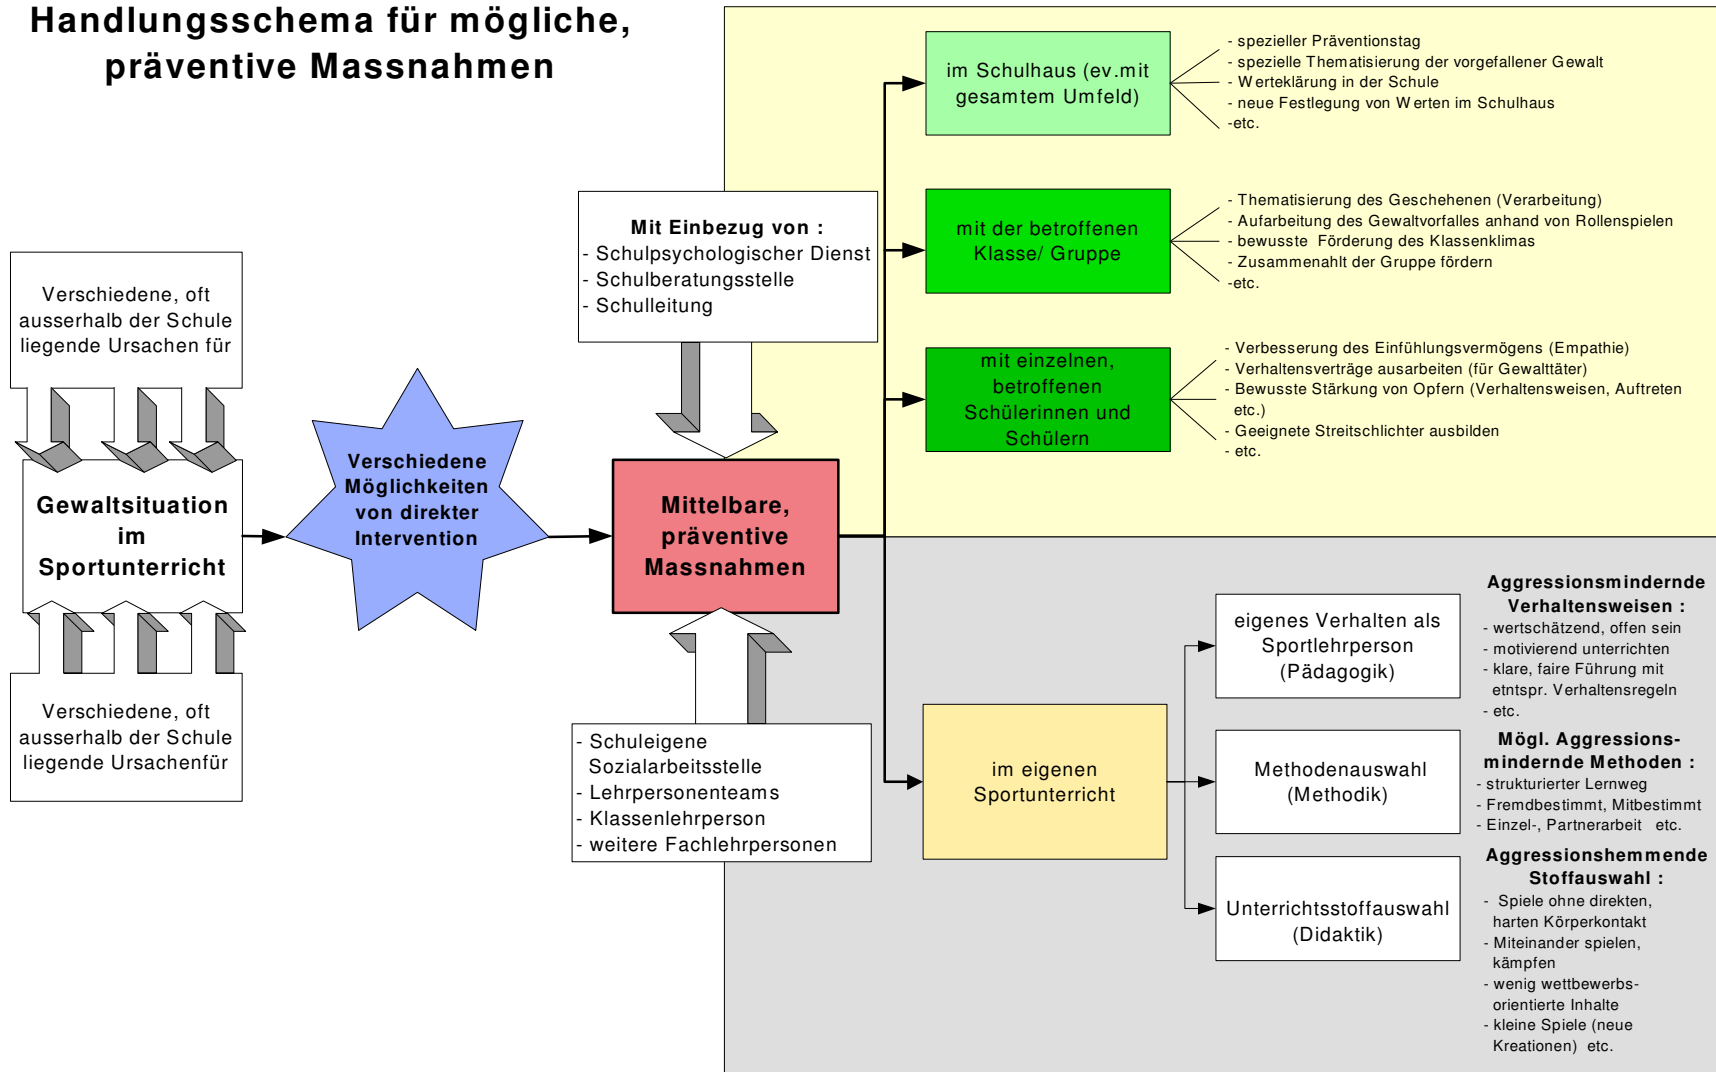 Handlungsschema für mögliche,
präventive Massnahmen
Verschiedene, oft
ausserhalb der Schule
liegende Ursachen für
Gewaltsituation
im
Sportunterricht
Verschiedene, oft
ausserhalb der Schule
liegende Ursachenfür
Verschiedene
Möglichkeiten
von direkter
Intervention
Mit Einbezug von :
- Schulpsychologischer Dienst
- Schulberatungsstelle
- Schulleitung
Mittelbare,
präventive
Massnahmen
- Schuleigene
Sozialarbeitsstelle
- Lehrpersonenteams
- Klassenlehrperson
- weitere Fachlehrpersonen
im Schulhaus (ev.mit
gesamtem Umfeld)
- spezieller Präventionstag
- spezielle Thematisierung der vorgefallener Gewalt
- Werteklärung in der Schule
- neue Festlegung von Werten im Schulhaus
-etc.
mit der betroffenen
Klasse/ Gruppe
- Thematisierung des Geschehenen (Verarbeitung)
- Aufarbeitung des Gewaltvorfalles anhand von Rollenspielen
- bewusste Förderung des Klassenklimas
- Zusammenahlt der Gruppe fördern
-etc.
mit einzelnen,
betroffenen
Schülerinnen und
Schülern
- Verbesserung des Einfühlungsvermögens (Empathie)
- Verhaltensverträge ausarbeiten (für Gewalttäter)
- Bewusste Stärkung von Opfern (Verhaltensweisen, Auftreten
etc.)
- Geeignete Streitschlichter ausbilden
- etc.
im eigenen
Sportunterricht
eigenes Verhalten als
Sportlehrperson
(Pädagogik)
Aggressionsmindernde
Verhaltensweisen :
- wertschätzend, offen sein
- motivierend unterrichten
- klare, faire Führung mit
etntspr. Verhaltensregeln
- etc.
Methodenauswahl
(Methodik)
Mögl. Aggressions-
mindernde Methoden :
- strukturierter Lernweg
- Fremdbestimmt, Mitbestimmt
- Einzel-, Partnerarbeit etc.
Unterrichtsstoffauswahl
(Didaktik)
Aggressionshemmende
Stoffauswahl :
- Spiele ohne direkten,
harten Körperkontakt
- Miteinander spielen,
kämpfen
- wenig wettbewerbs-
orientierte Inhalte
- kleine Spiele (neue
Kreationen) etc.